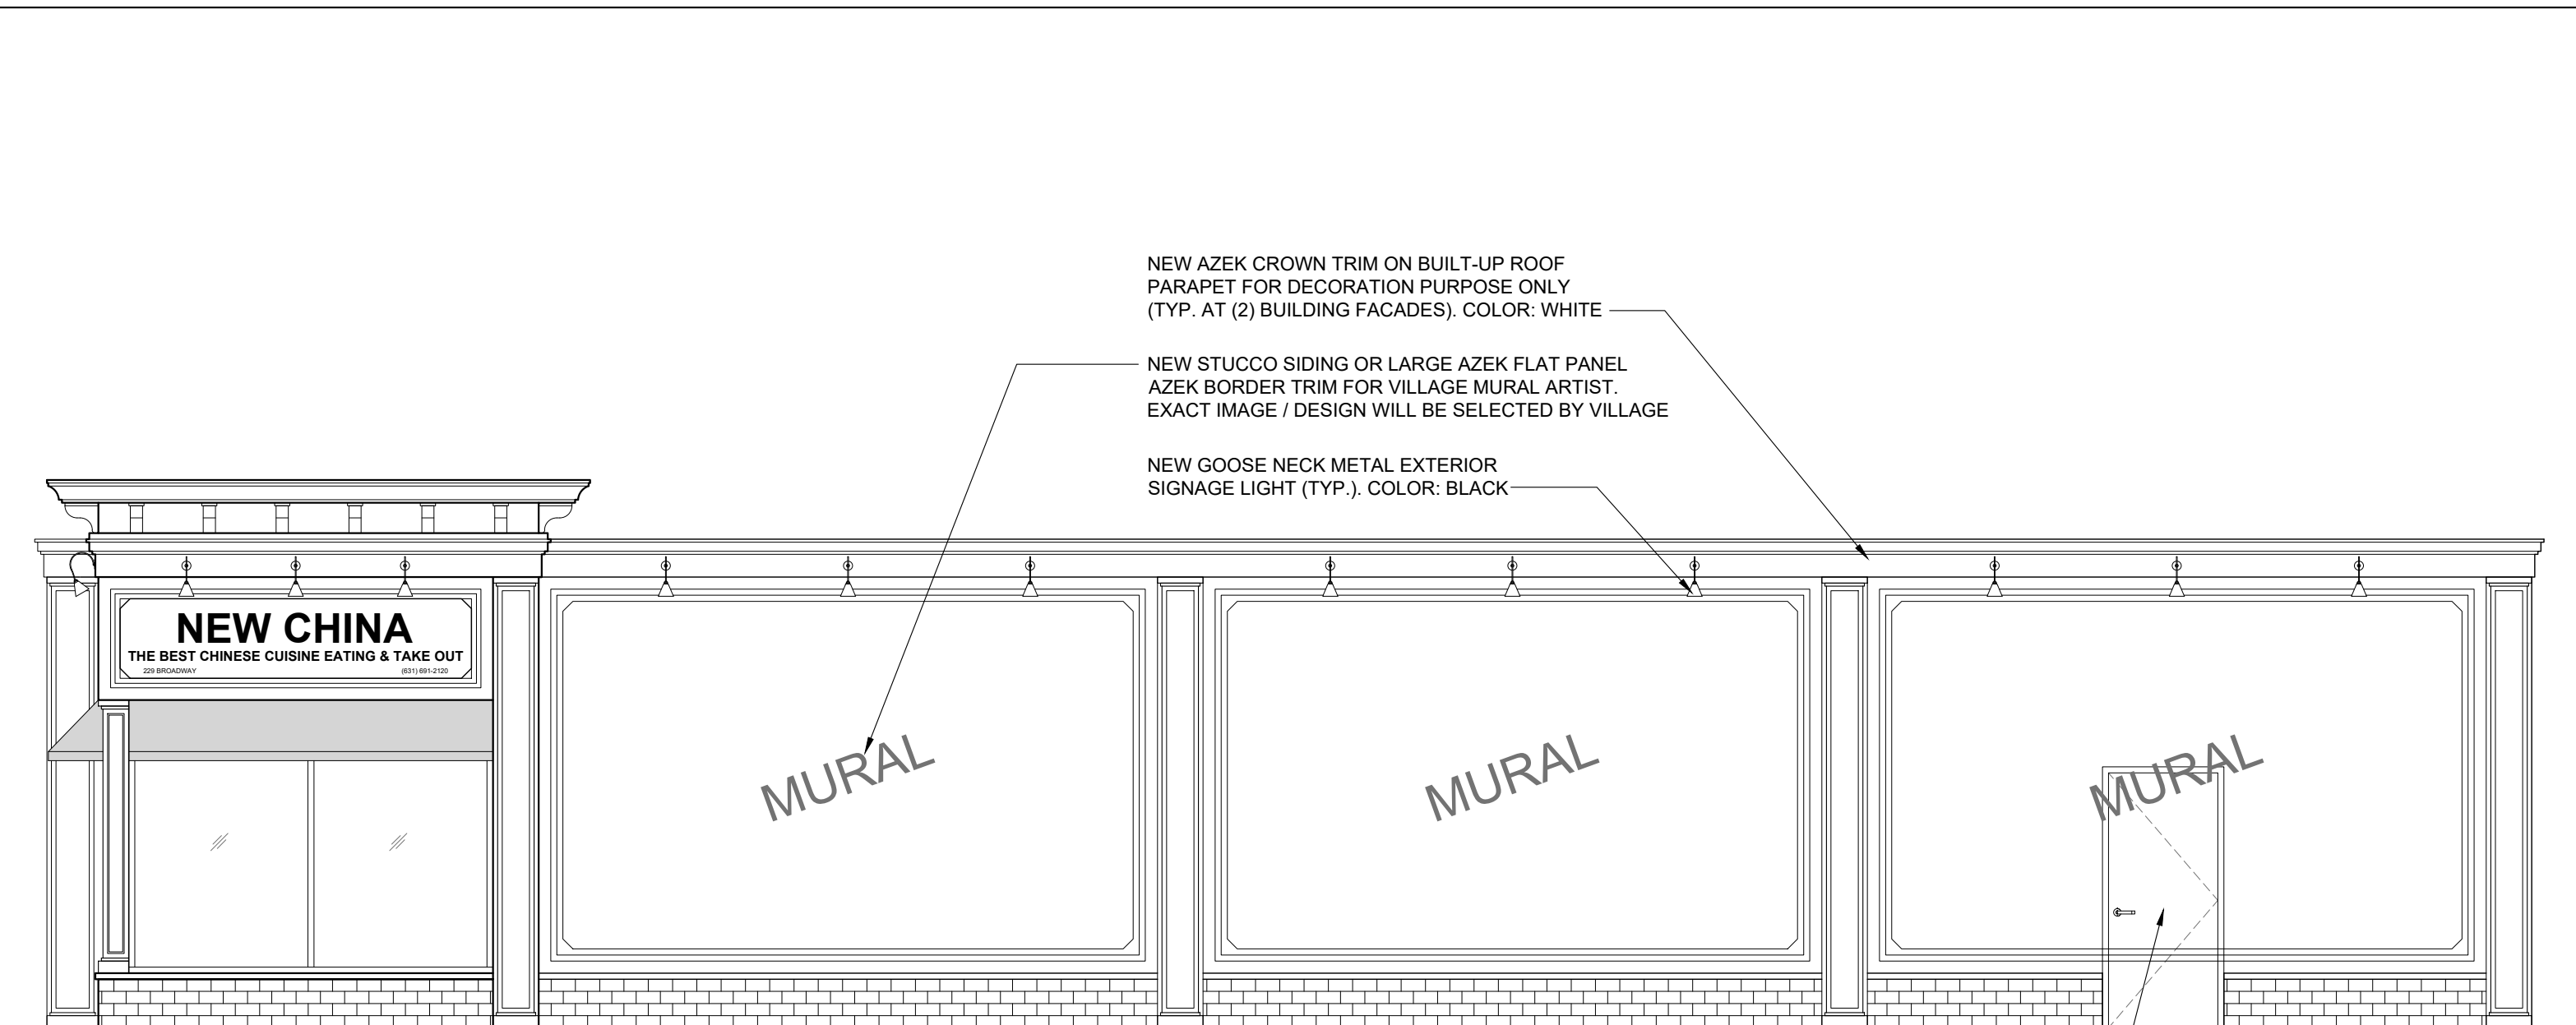 NEW AZEK CROWN TRIM ON BUILT-UP ROOF
PARAPET FOR DECORATION PURPOSE ONLY
(TYP. AT (2) BUILDING FACADES). COLOR: WHITE
NEW STUCCO SIDING OR LARGE AZEK FLAT PANEL
AZEK BORDER TRIM FOR VILLAGE MURAL ARTIST.
EXACT IMAGE / DESIGN WILL BE SELECTED BY VILLAGE
NEW GOOSE NECK METAL EXTERIOR
SIGNAGE LIGHT (TYP.). COLOR: BLACK
NEW CHINA
THE BEST CHINESE CUISINE EATING & TAKE OUT
229 BROADWAY (631) 691-2120
MURAL
MURAL
MURAL